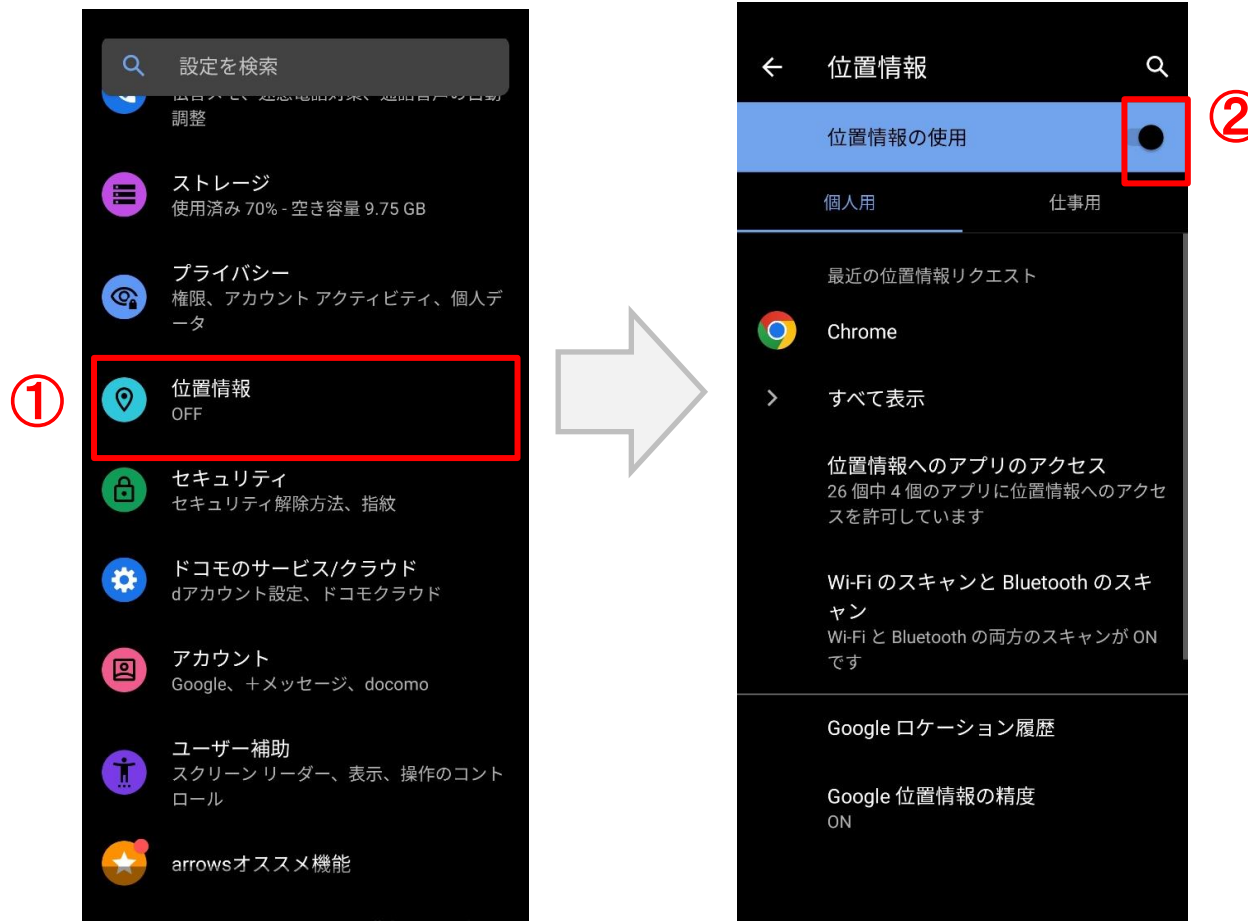 設定を検索
調整
ストレージ
使用済み 70% - 空き容量 9.75 GB
プライバシー
権限、アカウント アクティビティ、個人デ
ータ
①
位置情報
OFF
セキュリティ
セキュリティ解除方法、指紋
ドコモのサービス/クラウド
dアカウント設定、ドコモクラウド
アカウント
Google、＋メッセージ、docomo
ユーザー補助
スクリーン リーダー、表示、操作のコント
ロール
arrowsオススメ機能
位置情報
②
位置情報の使用
個人用
仕事用
最近の位置情報リクエスト
Chrome
すべて表示
位置情報へのアプリのアクセス
26 個中 4 個のアプリに位置情報へのアクセ
スを許可しています
Wi-Fi のスキャンと Bluetooth のスキ
ャン
Wi-Fi と Bluetooth の両方のスキャンが ON
です
Google ロケーション履歴
Google 位置情報の精度
ON